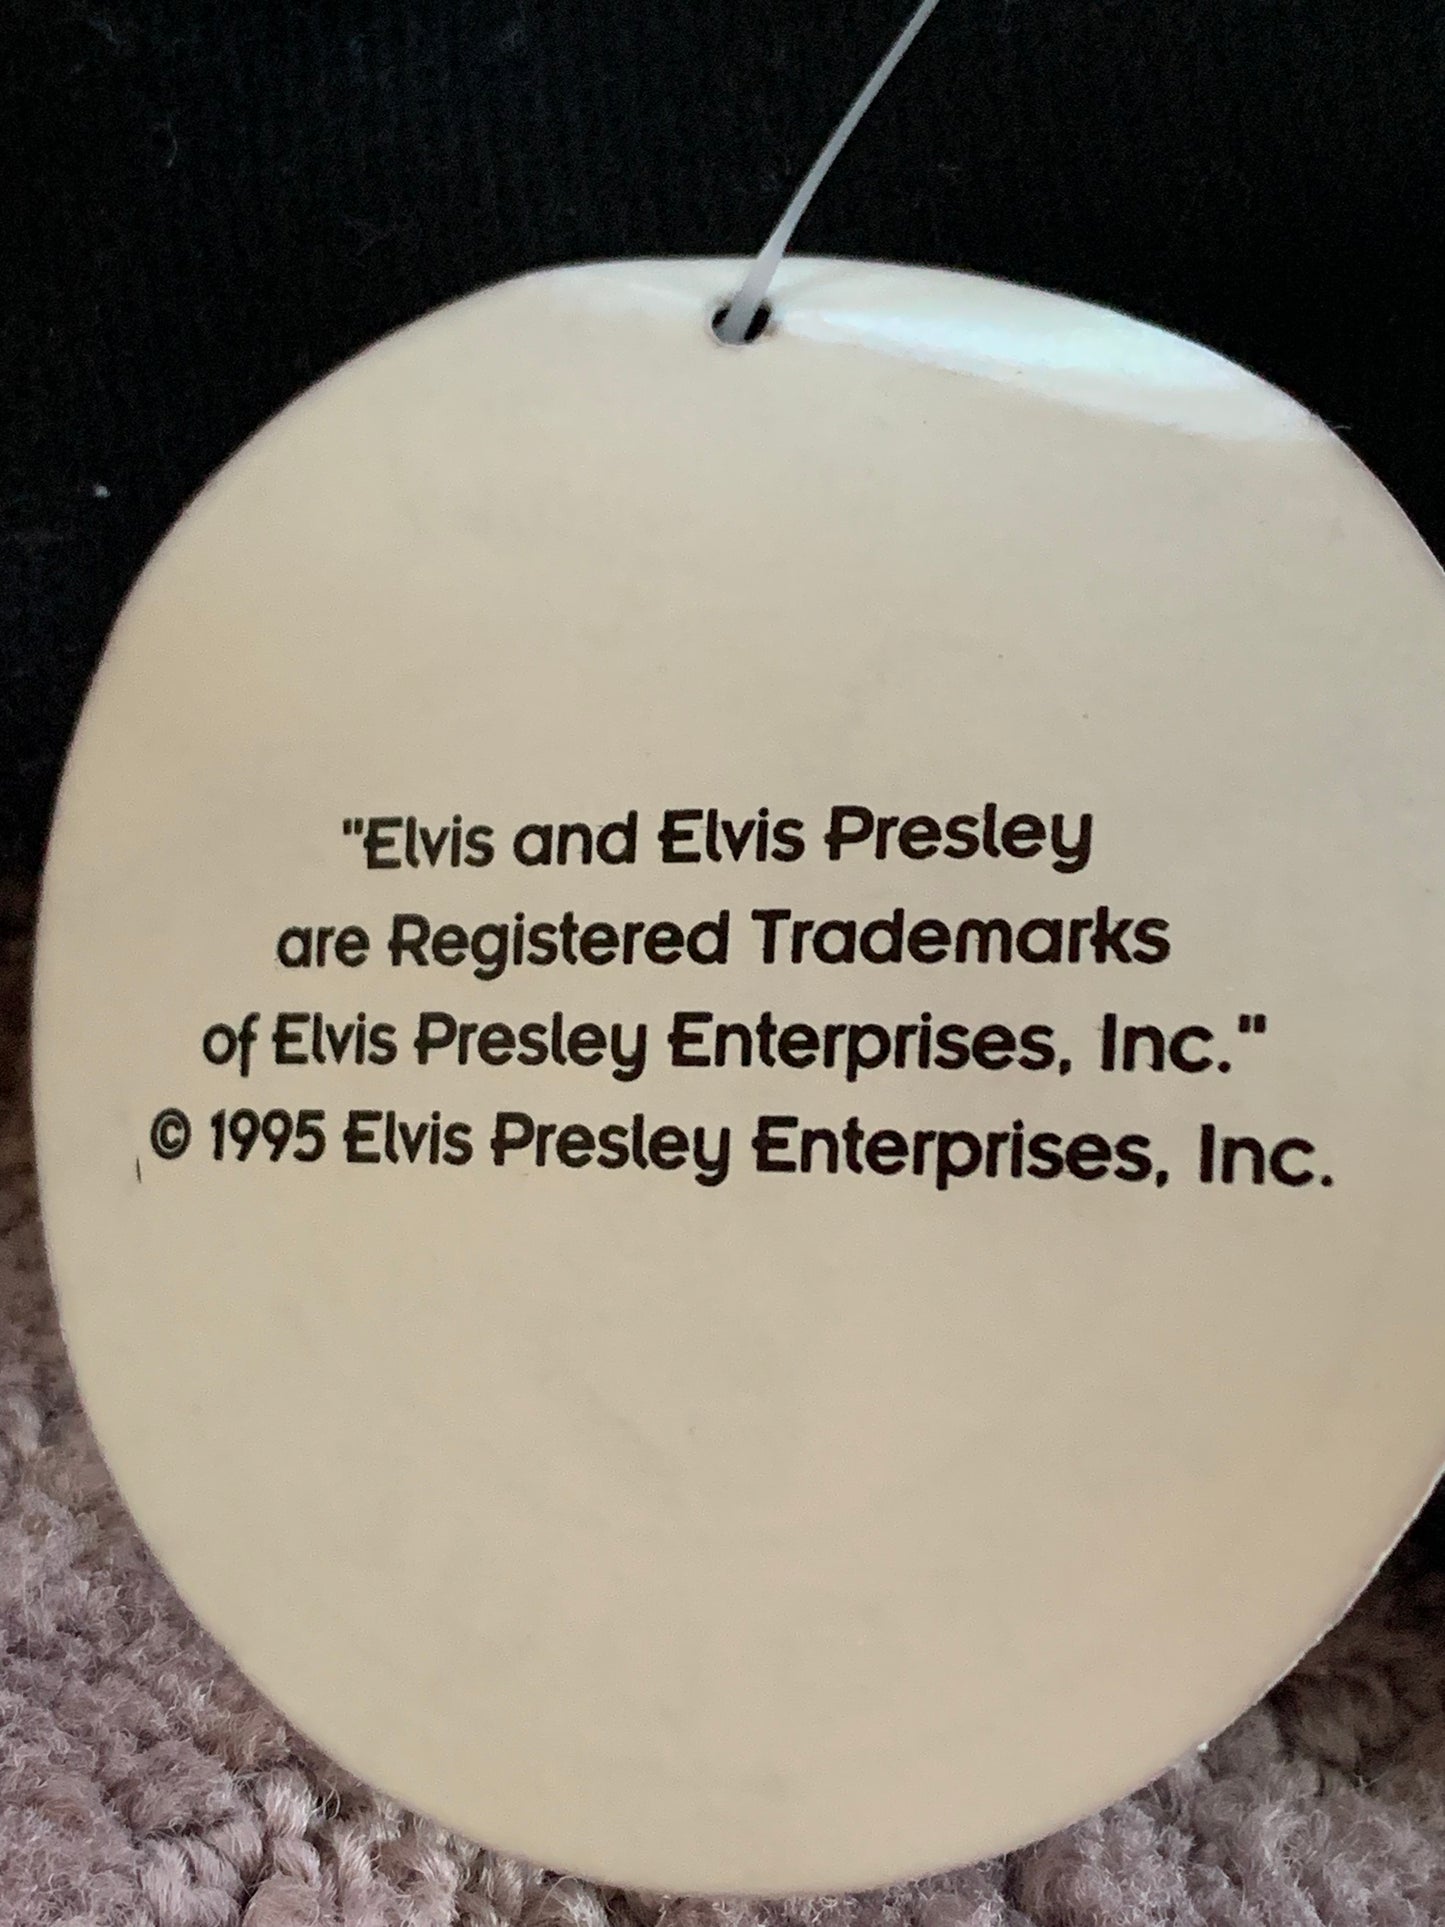 "Elvis and Elvis Presley
are Registered Trademarks
of Elvis Presley Enterprises, Inc."
© 1995 Elvis Presley Enterprises, Inc.